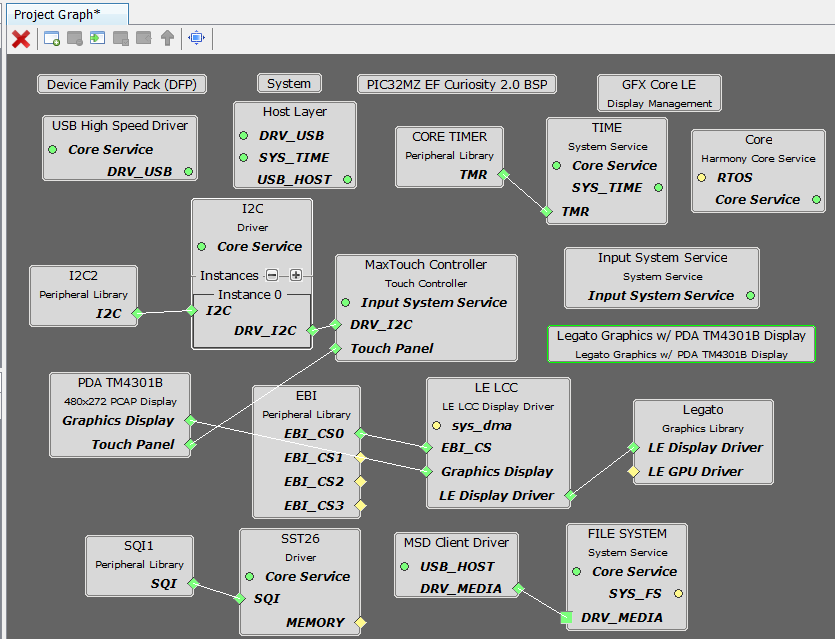 Project Graph*
Device Family Pack (DFP)
System
PIC32MZ EF Curiosity 2.0 BSP
GFX Core LE
Display Management
USB High Speed Driver
Core Service
DRV_USB
Host Layer
DRV_USB
SYS_TIME
USB_HOST
CORE TIMER
Peripheral Library
TMR
TIME
System Service
Core Service
SYS_TIME
TMR
Core
Harmony Core Service
RTOS
Core Service
I2C
Driver
Core Service
Instances
Instance 0
I2C
DRV_I2C
I2C2
Peripheral Library
I2C
MaxTouch Controller
Touch Controller
Input System Service
DRV_I2C
Touch Panel
Input System Service
System Service
Input System Service
Legato Graphics w/ PDA TM4301B Display
Legato Graphics w/ PDA TM4301B Display
PDA TM4301B
480x272 PCAP Display
Graphics Display
Touch Panel
EBI
Peripheral Library
EBI_CS0
EBI_CS1
EBI_CS2
EBI_CS3
LE LCC
LE LCC Display Driver
sys_dma
EBI_CS
Graphics Display
LE Display Driver
Legato
Graphics Library
LE Display Driver
LE GPU Driver
SQI1
Peripheral Library
SQI
SST26
Driver
Core Service
SQI
MEMORY
MSD Client Driver
USB_HOST
DRV_MEDIA
FILE SYSTEM
System Service
Core Service
SYS_FS
DRV_MEDIA